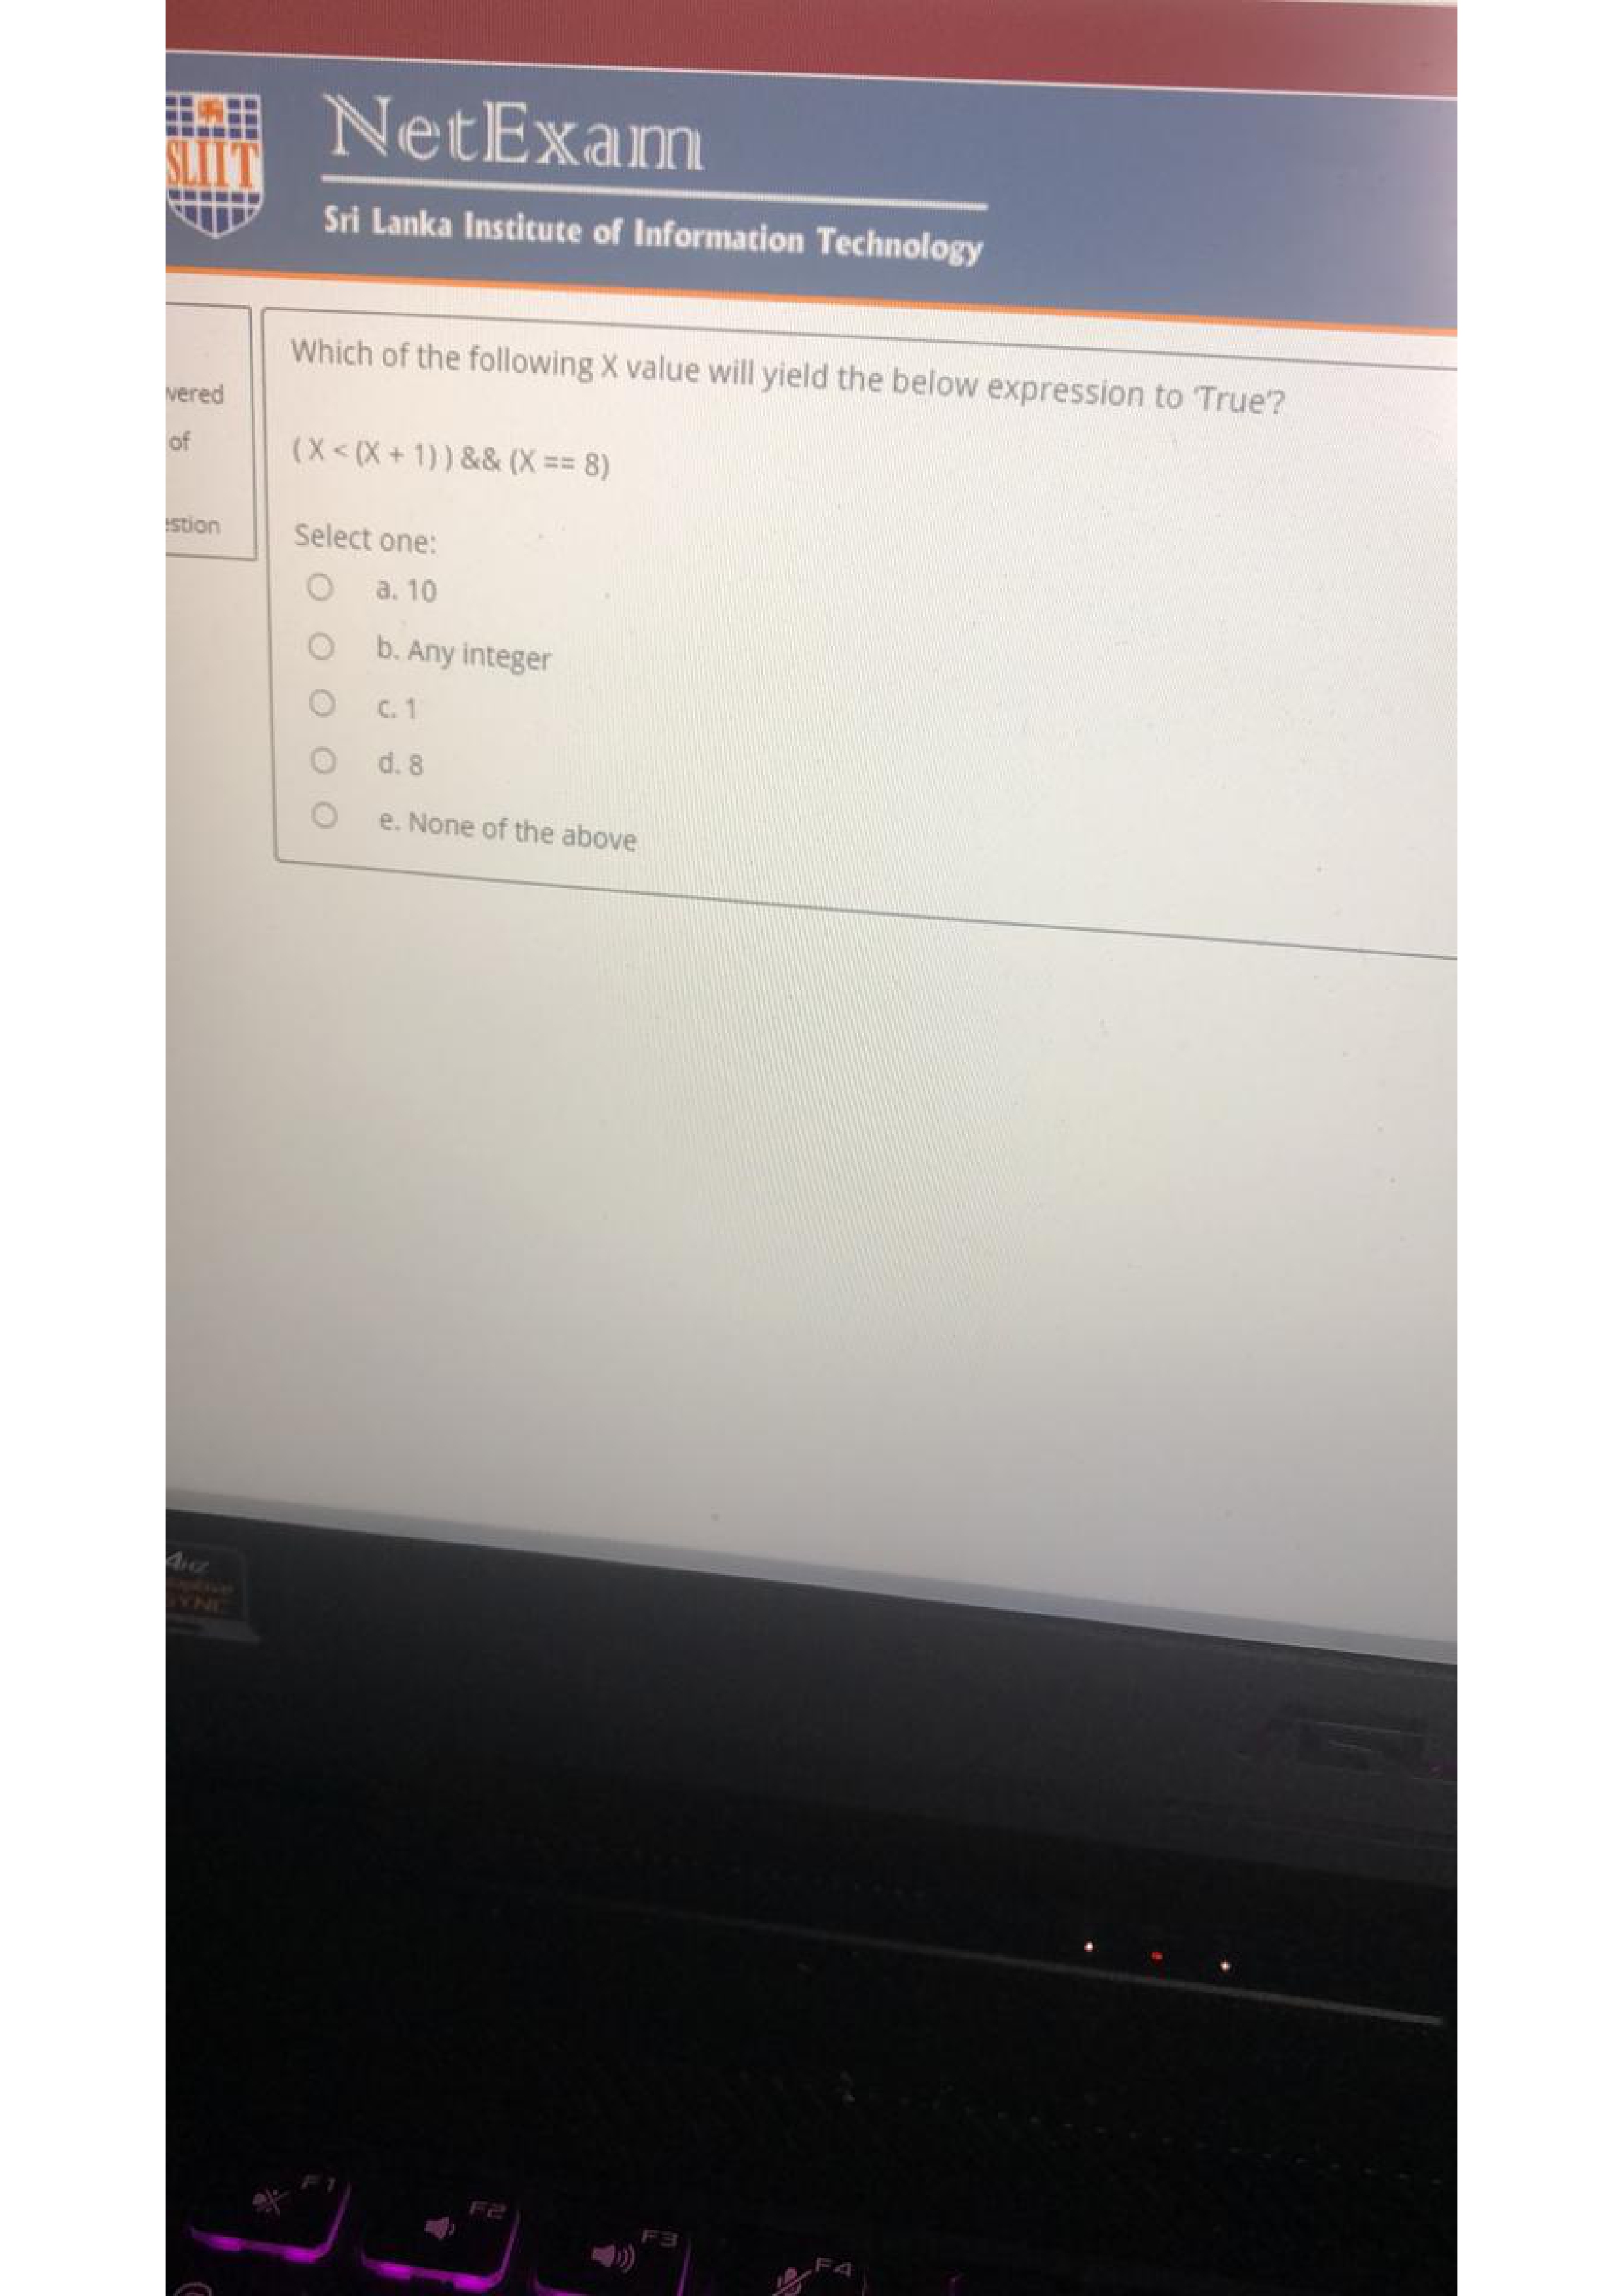 SLIIT
NetExam
Sri Lanka Institute of Information Technology
wered
of
estion
Which of the following X value will yield the below expression to ‘True’?
( X < (X + 1) ) && (X == 8)
Select one:
a. 10
b. Any integer
c. 1
d. 8
e. None of the above
SYNC
F1
F2
F3
F4